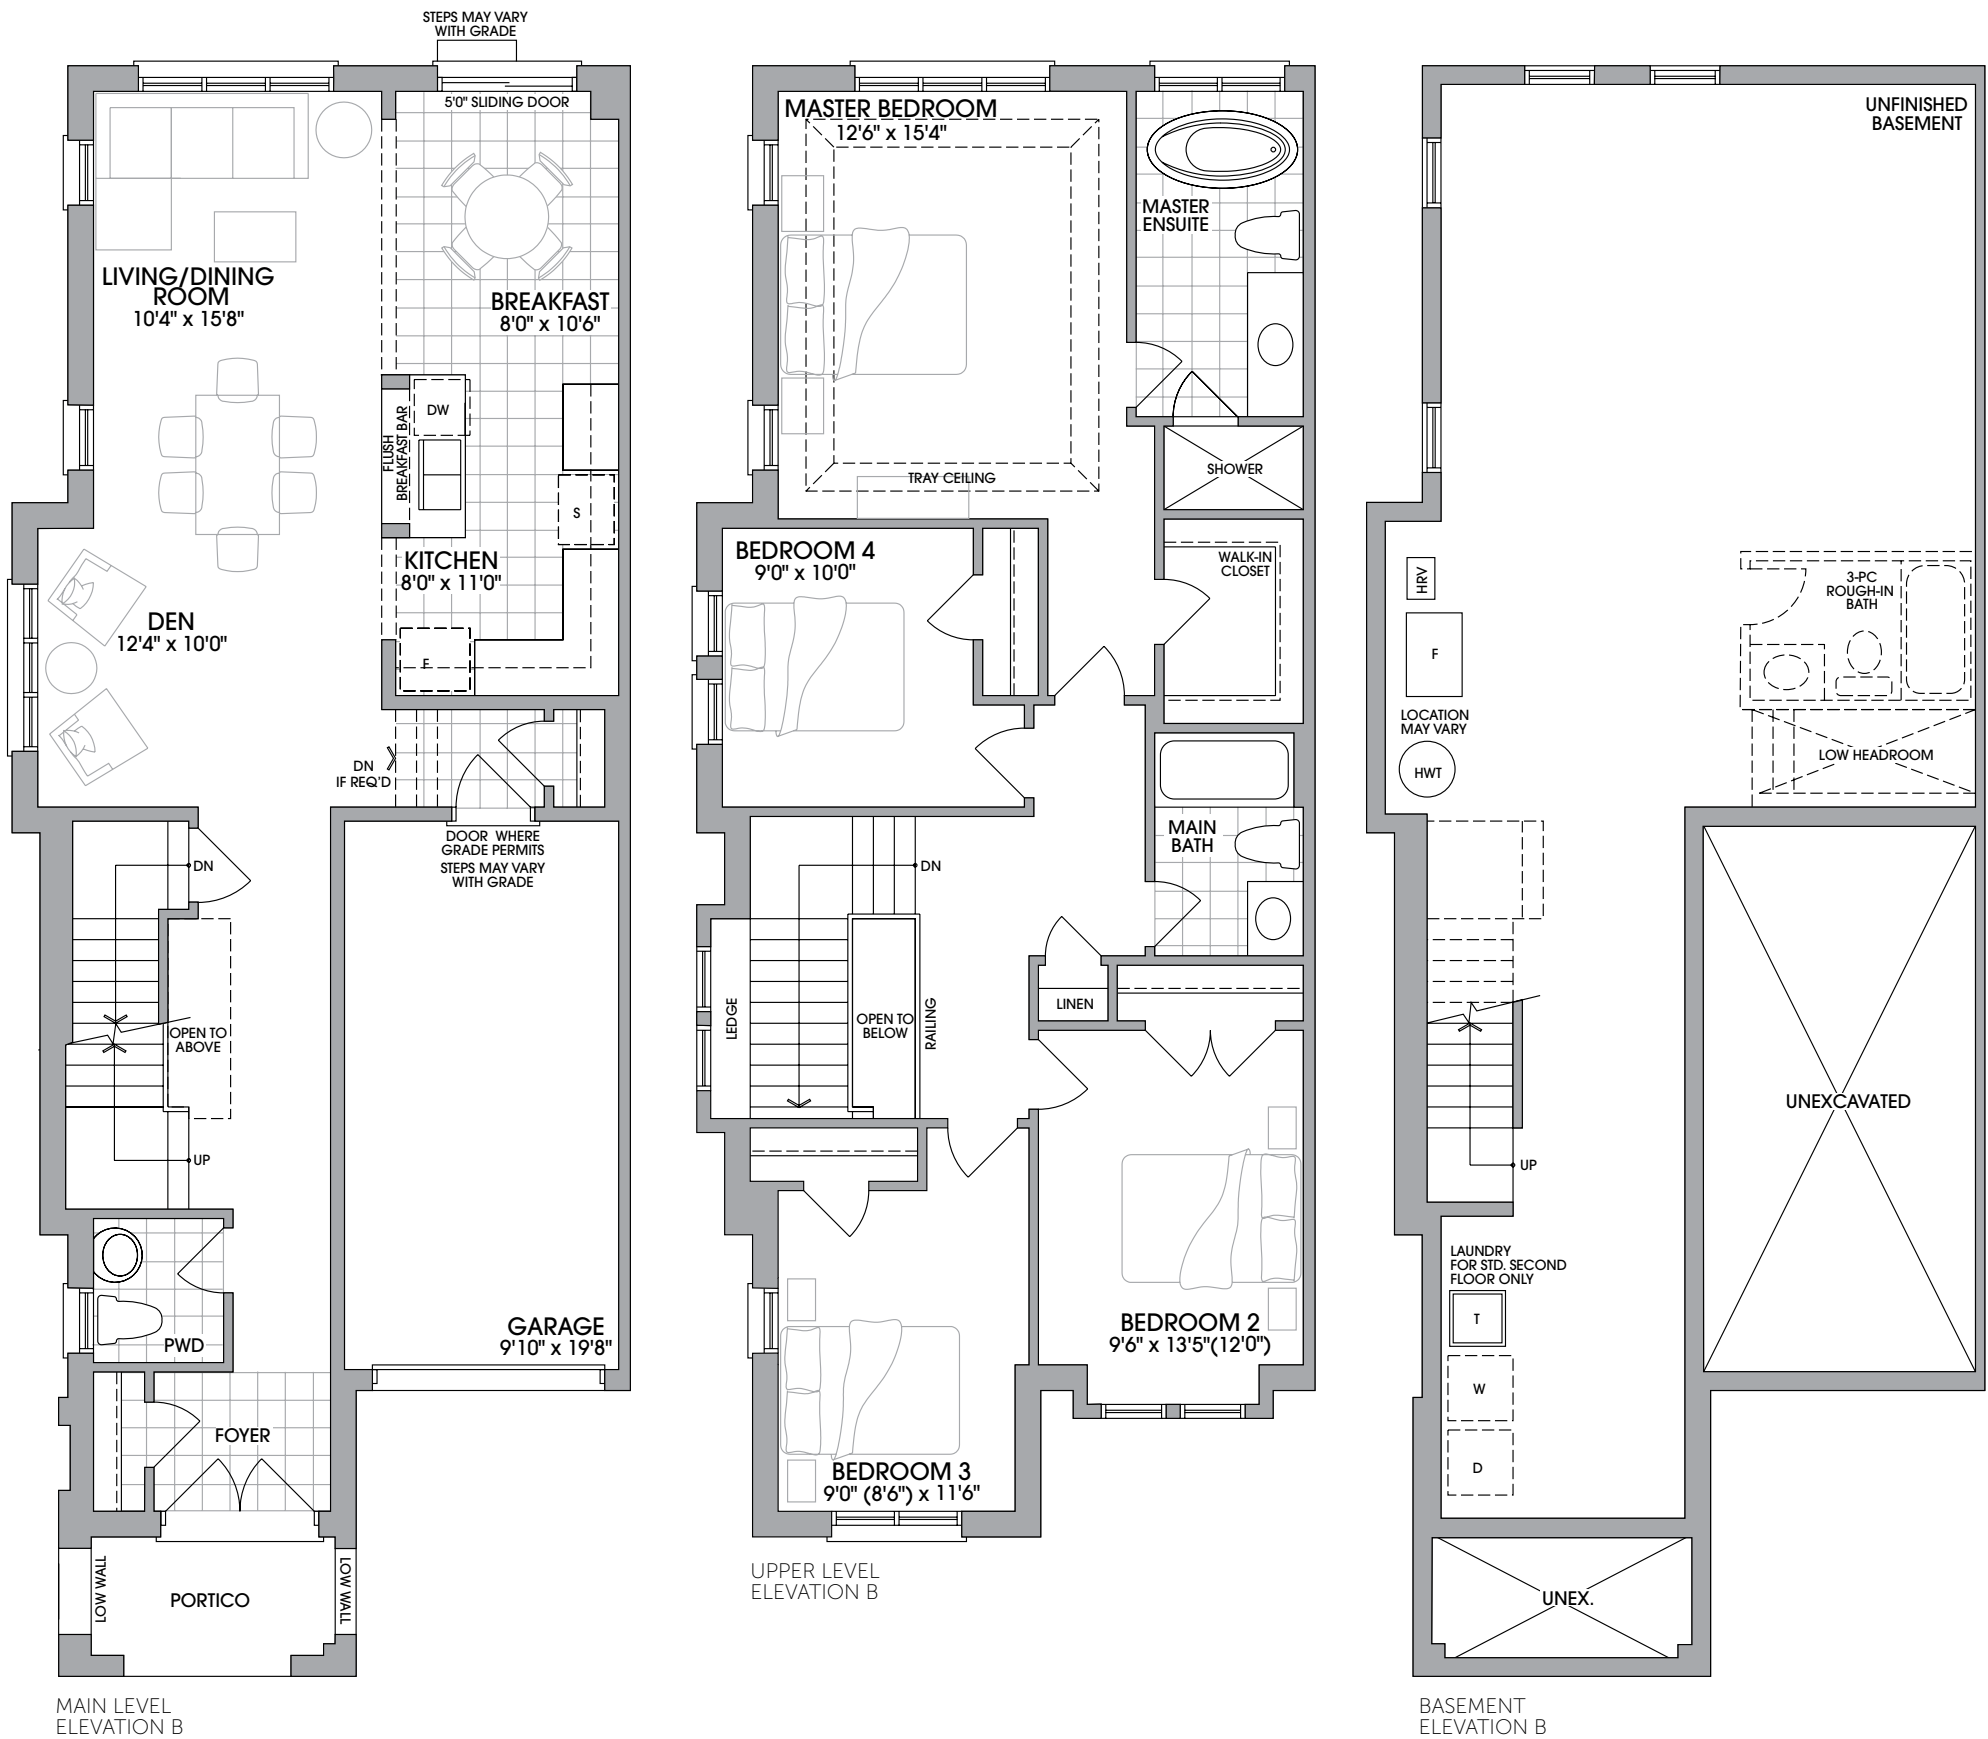 STEPS MAY VARY
WITH GRADE
5'0" SLIDING DOOR
LIVING/DINING
ROOM
10'4" x 15'8"
BREAKFAST
8'0" x 10'6"
DW
FLUSH
BREAKFAST BAR
S
KITCHEN
8'0" x 11'0"
F
DEN
12'4" x 10'0"
DN
IF REQ'D
DOOR WHERE
GRADE PERMITS
STEPS MAY VARY
WITH GRADE
DN
OPEN TO
ABOVE
UP
PWD
GARAGE
9'10" x 19'8"
FOYER
LOW WALL
PORTICO
LOW WALL
MAIN LEVEL
ELEVATION B
MASTER BEDROOM
12'6" x 15'4"
MASTER
ENSUITE
TRAY CEILING
SHOWER
WALK-IN
CLOSET
BEDROOM 4
9'0" x 10'0"
MAIN
BATH
DN
LEDGE
OPEN TO
BELOW
RAILING
LINEN
BEDROOM 2
9'6" x 13'5"(12'0")
BEDROOM 3
9'0" (8'6") x 11'6"
UPPER LEVEL
ELEVATION B
UNFINISHED
BASEMENT
HRV
F
LOCATION
MAY VARY
HWT
3-PC
ROUGH-IN
BATH
LOW HEADROOM
UNEXCAVATED
UP
LAUNDRY
FOR STD. SECOND
FLOOR ONLY
T
W
D
UNEX.
BASEMENT
ELEVATION B